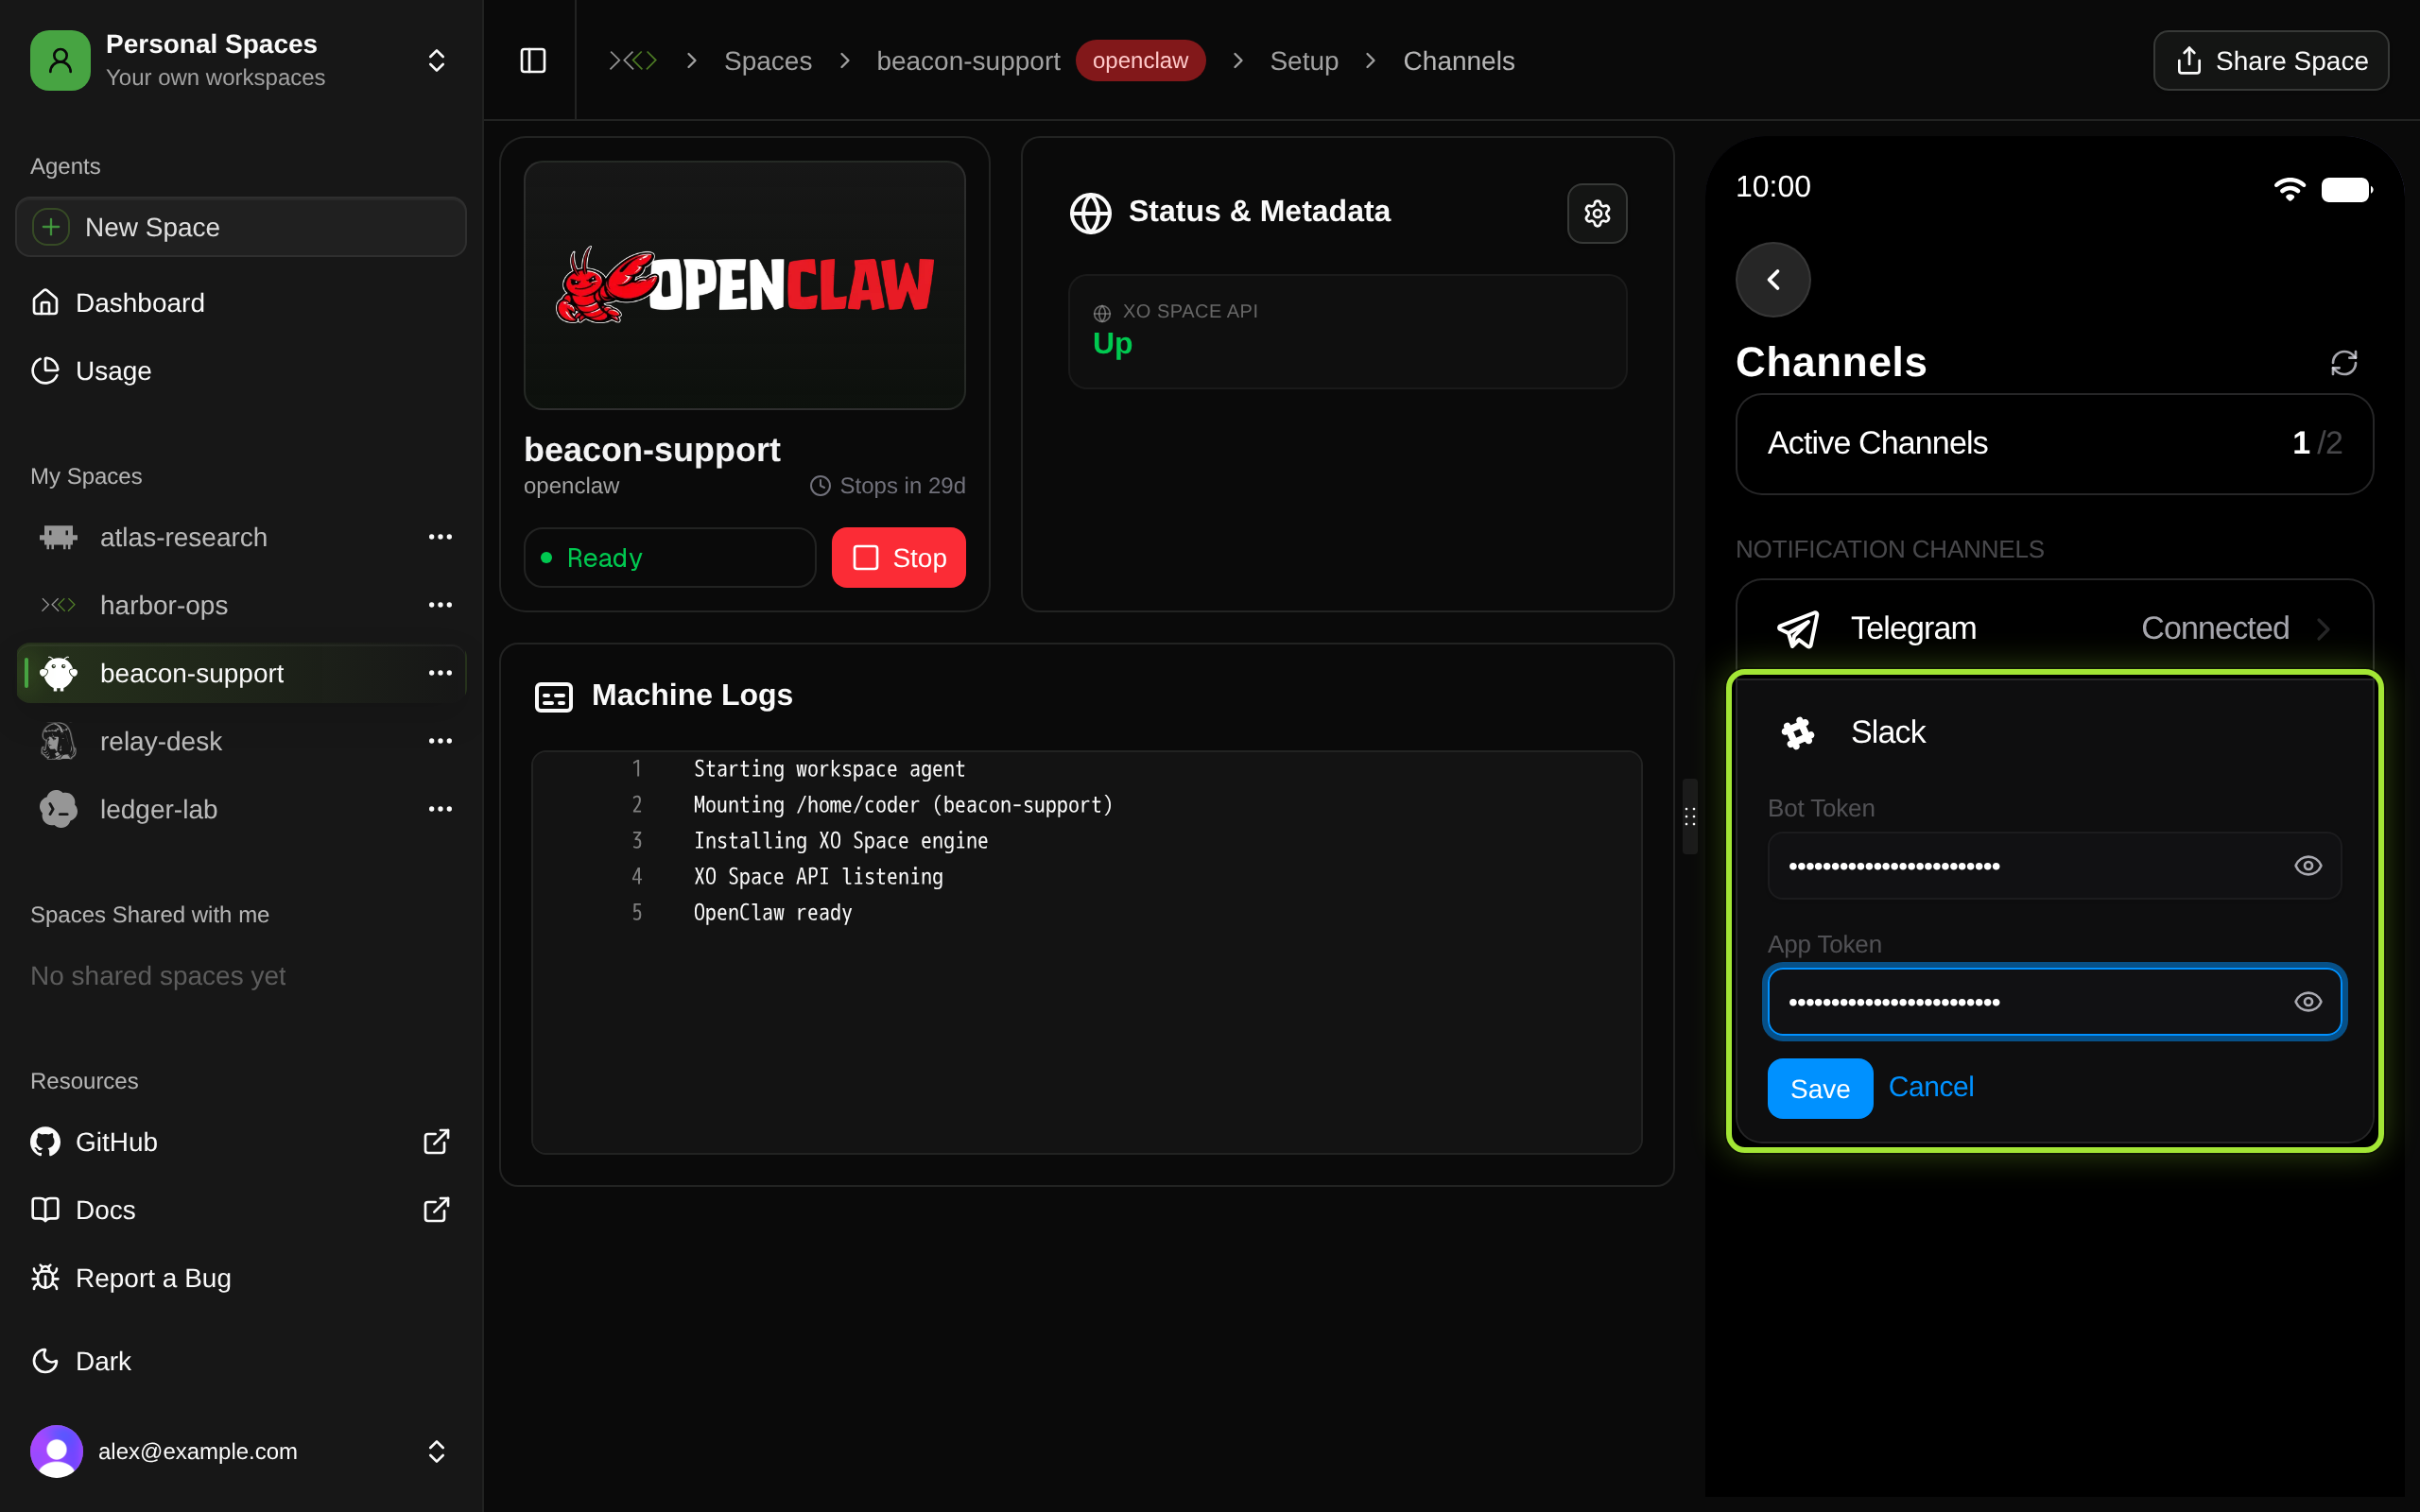 Personal Spaces
Your own workspaces
Agents
New Space
Dashboard
Usage
My Spaces
atlas-research
harbor-ops
beacon-support
relay-desk
ledger-lab
Spaces Shared with me
No shared spaces yet
Resources
GitHub
Docs
Report a Bug
Dark
alex@example.com
Spaces
beacon-support openclaw
Setup
Channels
Share Space
OPENCLAW
beacon-support
openclaw
Stops in 29d
Ready
Stop
Status & Metadata
XO SPACE API
Up
Machine Logs
1 Starting workspace agent
2 Mounting /home/coder (beacon-support)
3 Installing XO Space engine
4 XO Space API listening
5 OpenClaw ready
10:00
Channels
Active Channels 1 /2
NOTIFICATION CHANNELS
Telegram Connected
Slack
Bot Token
•••••••••••••••••••••••••
App Token
•••••••••••••••••••••••••
Save Cancel